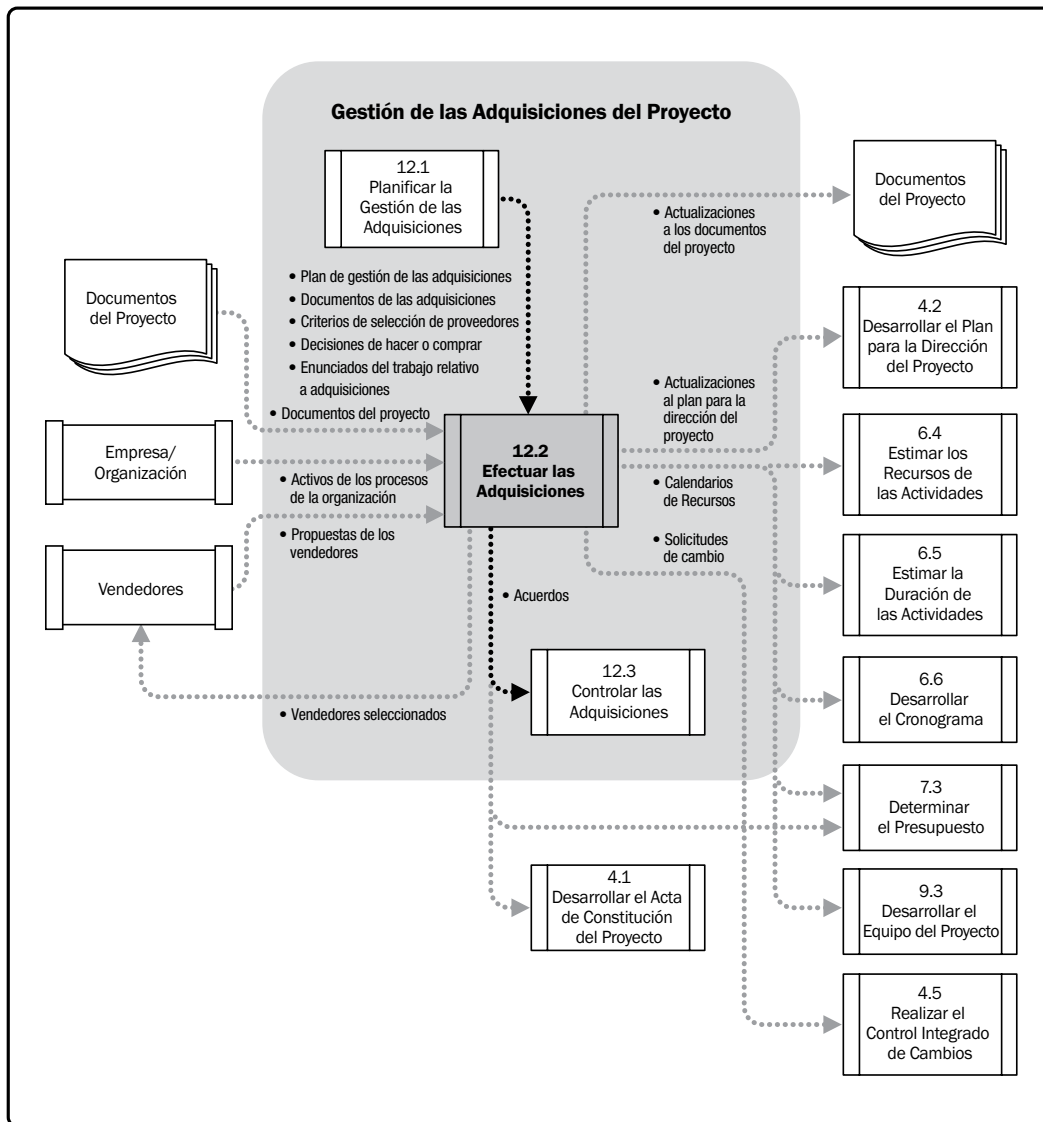 Gestión de las Adquisiciones del Proyecto
12.1
Planificar la
Gestión de las
Adquisiciones
Documentos
del Proyecto
• Actualizaciones
a los documentos
del proyecto
• Plan de gestión de las adquisiciones
• Documentos de las adquisiciones
• Criterios de selección de proveedores
• Decisiones de hacer o comprar
• Enunciados del trabajo relativo
a adquisiciones
Documentos
del Proyecto
4.2
Desarrollar el Plan
para la Dirección
del Proyecto
• Documentos del proyecto
• Actualizaciones
al plan para la
dirección del
proyecto
Empresa/
Organización
12.2
Efectuar las
Adquisiciones
6.4
Estimar los
Recursos de
las Actividades
• Activos de los procesos
de la organización
• Calendarios
de Recursos
• Propuestas de los
vendedores
• Solicitudes
de cambio
Vendedores
6.5
Estimar la
Duración de
las Actividades
• Acuerdos
12.3
Controlar las
Adquisiciones
6.6
Desarrollar
el Cronograma
• Vendedores seleccionados
7.3
Determinar
el Presupuesto
4.1
Desarrollar el Acta
de Constitución
del Proyecto
9.3
Desarrollar el
Equipo del Proyecto
4.5
Realizar el
Control Integrado
de Cambios